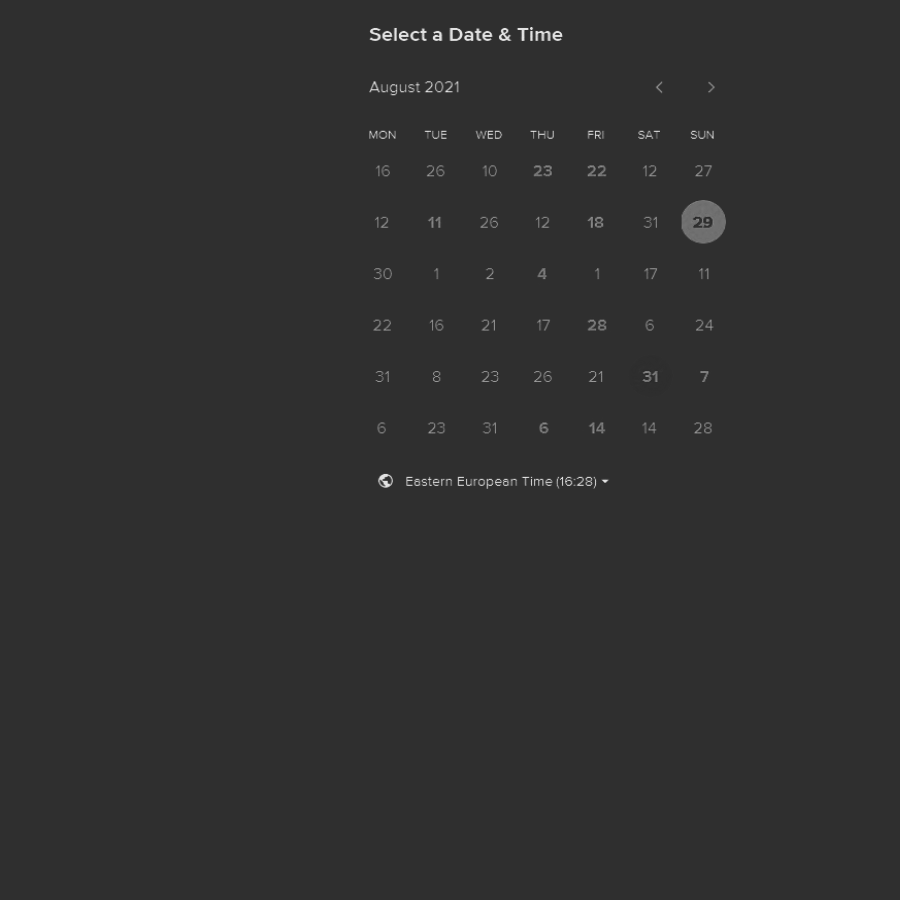 Select a Date & Time
August 2021
MON TUE WED THU FRI SAT SUN
16 26 10 23 22 12 27
12 11 26 12 18 31 29
30 1 2 4 1 17 11
22 16 21 17 28 6 24
31 8 23 26 21 31 7
6 23 31 6 14 14 28
Eastern European Time (16:28)